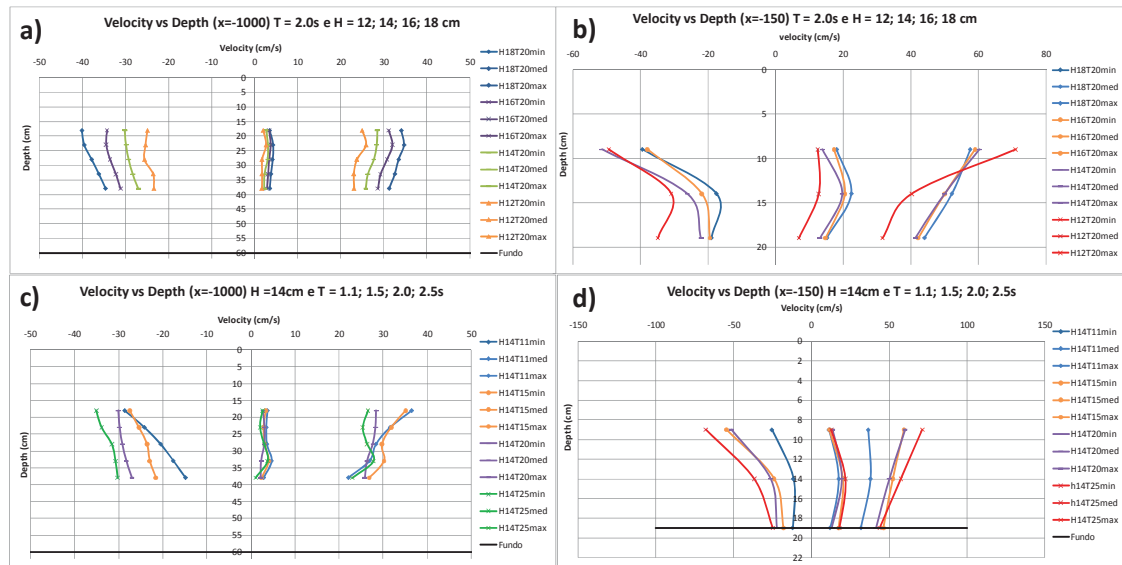 a)
Velocity vs Depth (x=-1000) T = 2.0s e H = 12; 14; 16; 18 cm
Velocity (cm/s)
-50 -40 -30 -20 -10 0 10 20 30 40 50
Depth (cm)
0
5
10
15
20
25
30
35
40
45
50
55
60
H18T20min
H18T20med
H18T20max
H16T20min
H16T20med
H16T20max
H14T20min
H14T20med
H14T20max
H12T20min
H12T20med
H12T20max
Fundo
b)
Velocity vs Depth (x=-150) T = 2.0s e H = 12; 14; 16; 18 cm
velocity (cm/s)
-60 -40 -20 0 20 40 60 80
Depth (cm)
0
5
10
15
20
H18T20min
H18T20med
H18T20max
H16T20min
H16T20med
H16T20max
H14T20min
H14T20med
H14T20max
H12T20min
H12T20med
H12T20max
c)
Velocity vs Depth (x=-1000) H =14cm e T = 1.1; 1.5; 2.0; 2.5s
Velocity (cm/s)
-50 -40 -30 -20 -10 0 10 20 30 40 50
Depth (cm)
0
5
10
15
20
25
30
35
40
45
50
55
60
H14T11min
H14T11med
H14T11max
H14T15min
H14T15med
H14T15max
H14T20min
H14T20med
H14T20max
H14T25min
H14T25med
H14T25max
Fundo
d)
Velocity vs Depth (x=-150) H =14cm e T = 1.1; 1.5; 2.0; 2.5s
Velocity (cm/s)
-150 -100 -50 0 50 100 150
Depth (cm)
0
2
4
6
8
10
12
14
16
18
20
22
H14T11min
H14T11med
H14T11max
H14T15min
H14T15med
H14T15max
H14T20min
H14T20med
H14T20max
h14T25min
h14T25med
H14T25max
Fundo